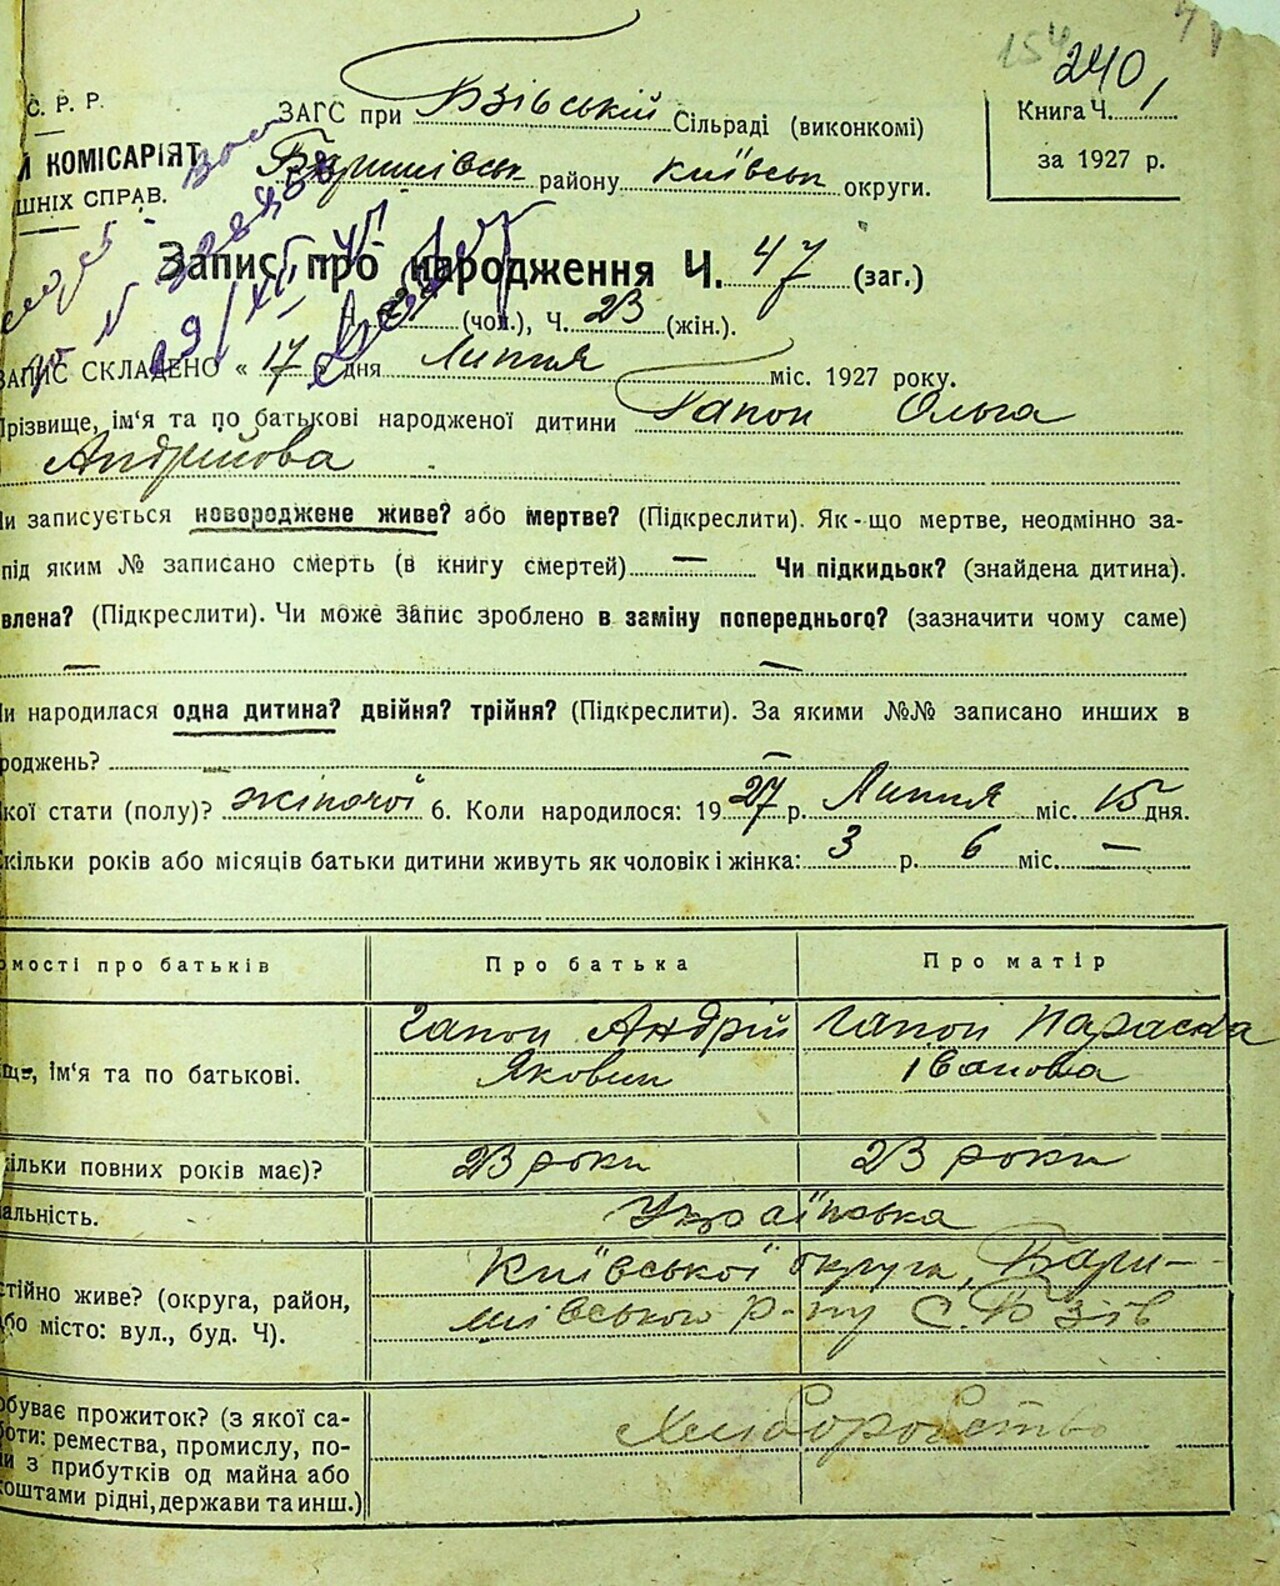 154
240
С. Р. Р.
ЗАГС при Бзівській Сільраді (виконкомі)
Книга Ч. 1
Й КОМІСАРІЯТ
Баришівськ району київськ округи.
за 1927 р.
ШНІХ СПРАВ.
Запис про народження Ч. 47 (заг.)
(чол.), Ч. 23 (жін.).
ЗАПИС СКЛАДЕНО « 17 » дня Липня міс. 1927 року.
Прізвище, ім‘я та по батькові народженої дитини Гапон Ольга
Андрійова
Чи записується новороджене живе? або мертве? (Підкреслити). Як-що мертве, неодмінно за-
під яким № записано смерть (в книгу смертей) — Чи підкидьок? (знайдена дитина).
влена? (Підкреслити). Чи може запис зроблено в заміну попереднього? (зазначити чому саме)
— —
Чи народилася одна дитина? двійня? трійня? (Підкреслити). За якими №№ записано инших в
роджень? — —
кої стати (полу)? жіночої 6. Коли народилося: 1927 р. Липня міс. 15 дня.
кільки років або місяців батьки дитини живуть як чоловік і жінка: 3 р. 6 міс. —
омості про батьків Про батька Про матір
Гапон Андрій Гапон Параска
ще, ім‘я та по батькові. Якович Іванова
кільки повних років має)? 23 роки 23 роки
альність. Українська
Київської округи, Бари-
стійно живе? (округа, район, або місто: вул., буд. Ч). шівського р-ну С. Бзів
обуває прожиток? (з якої са-
боти: ремества, промислу, по- Хліборобство
чи з прибутків од майна або
коштами рідні, держави та инш.)